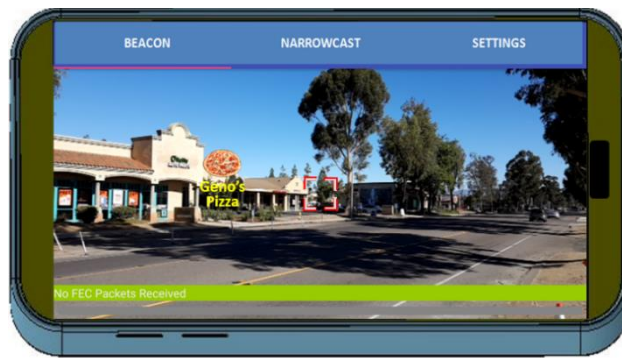 BEACON NARROWCAST SETTINGS
Geno's
Pizza
No FEC Packets Received